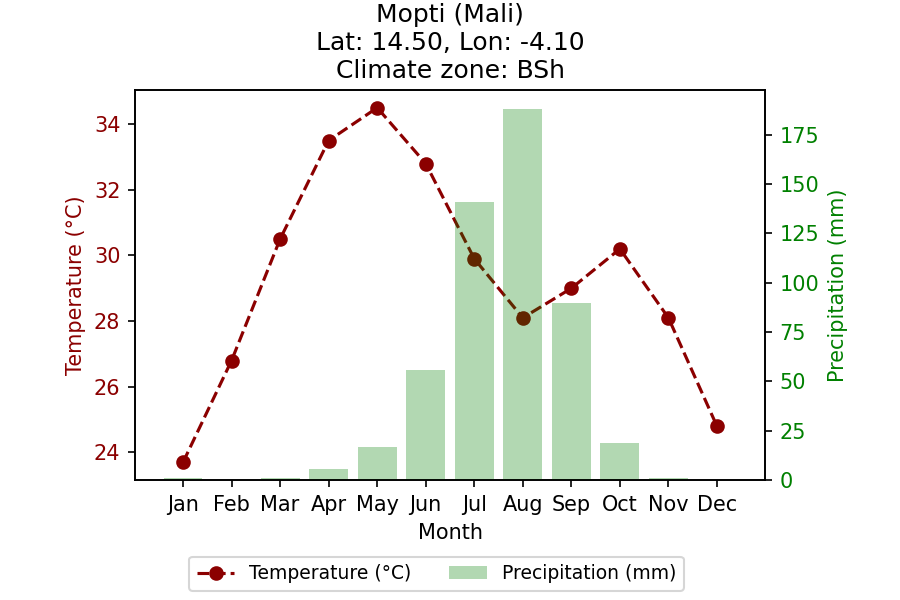 Mopti (Mali)
Lat: 14.50, Lon: -4.10
Climate zone: BSh
Temperature (°C)
34
32
30
28
26
24
Precipitation (mm)
175
150
125
100
75
50
25
0
Jan Feb Mar Apr May Jun Jul Aug Sep Oct Nov Dec
Month
Temperature (°C) Precipitation (mm)